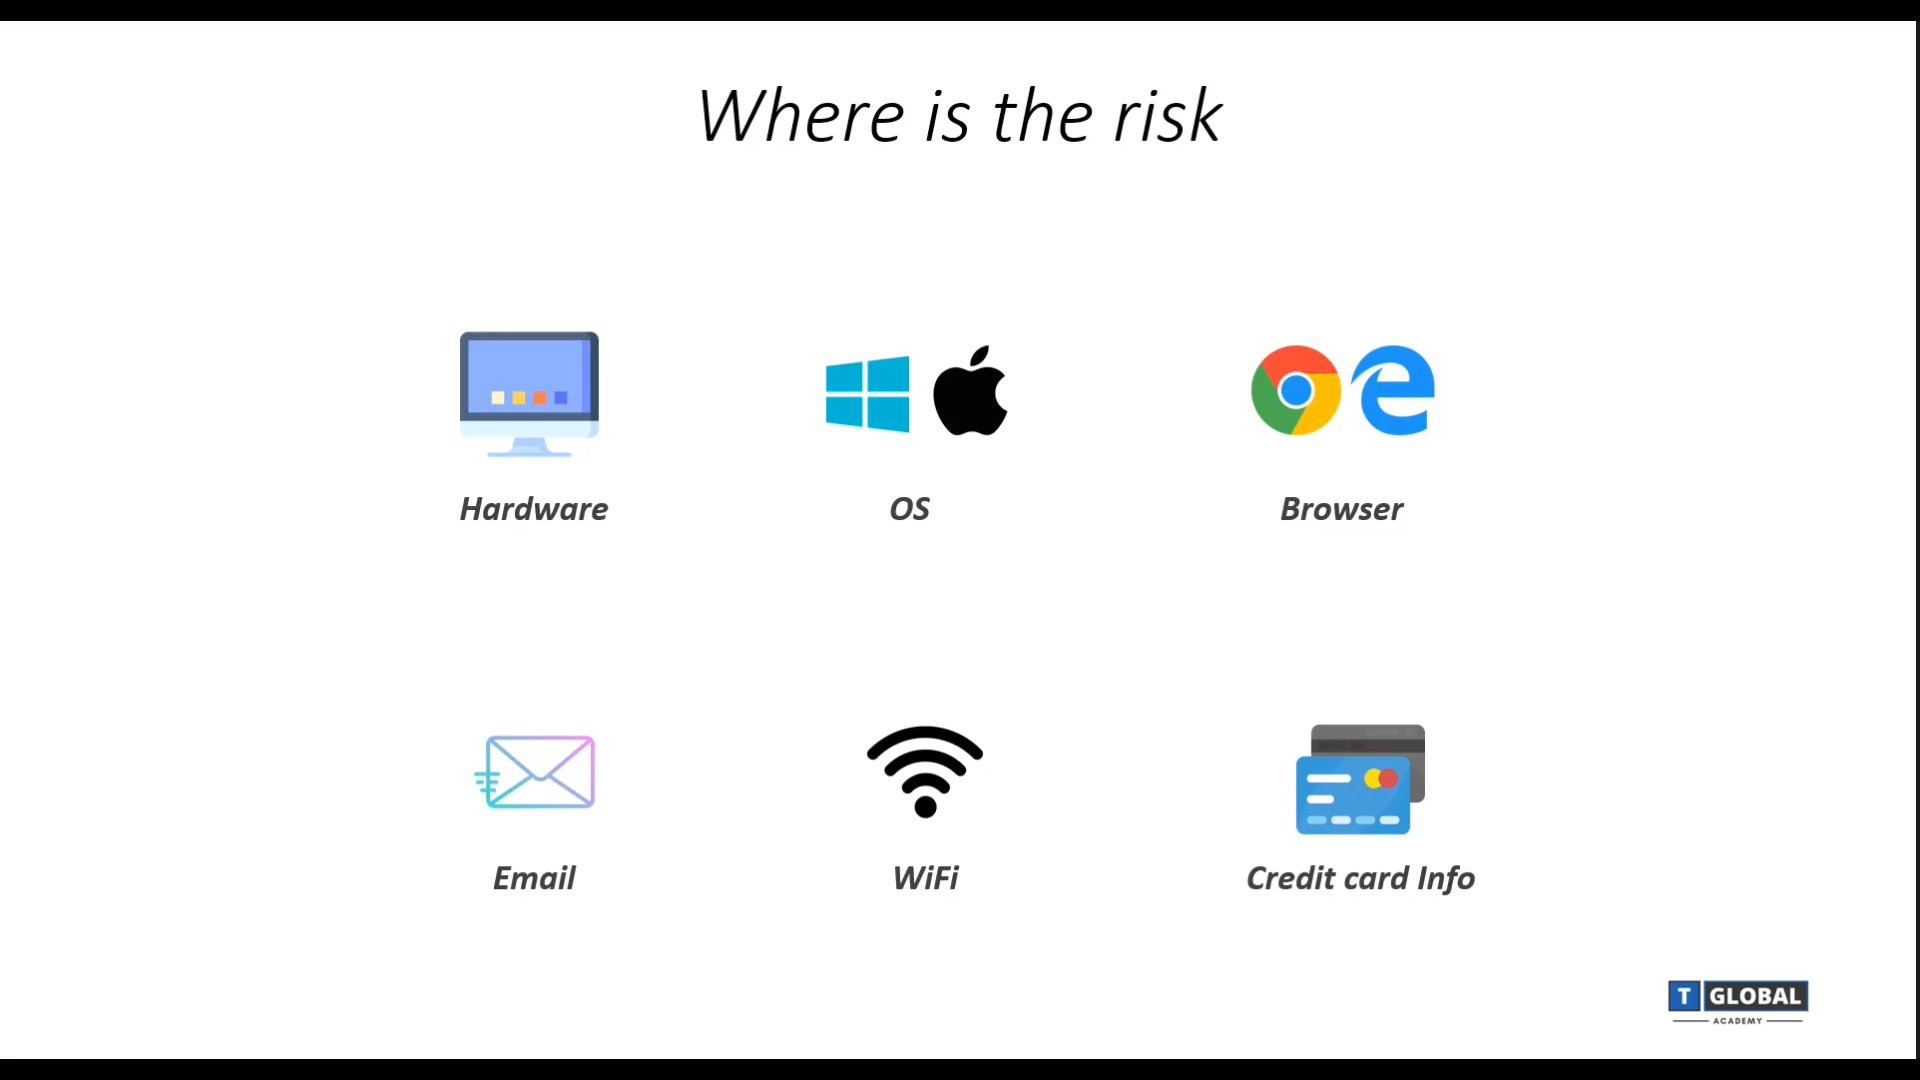 Where is the risk
Hardware
OS
Browser
Email
WiFi
Credit card Info
T GLOBAL
ACADEMY